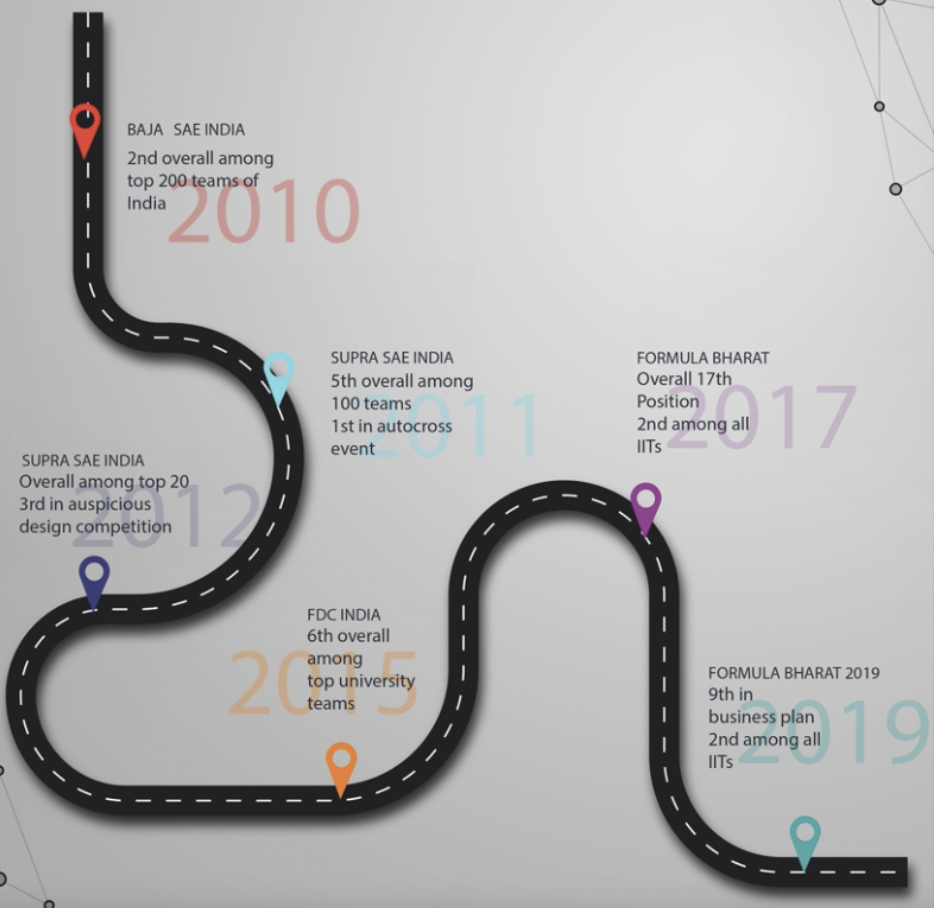 BAJA SAE INDIA
2nd overall among
top 200 teams of
India
2010
SUPRA SAE INDIA
5th overall among
100 teams
1st in autocross
event
2011
SUPRA SAE INDIA
Overall among top 20
3rd in auspicious
design competition
2012
FDC INDIA
6th overall
among
top university
teams
2015
FORMULA BHARAT
Overall 17th
Position
2nd among all
IITs
2017
FORMULA BHARAT 2019
9th in
business plan
2nd among all
IITs
2019